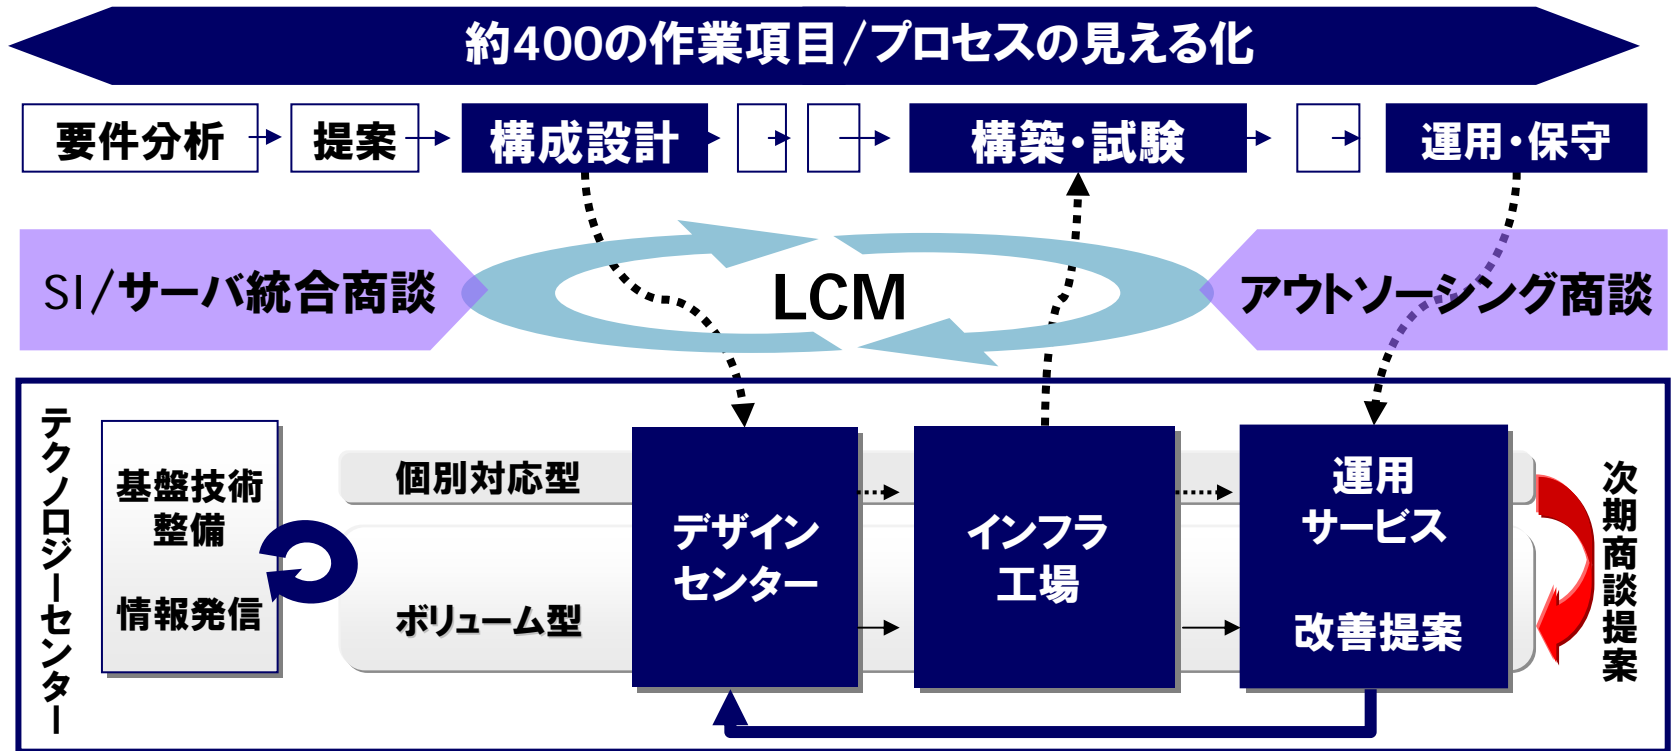 約400の作業項目/プロセスの見える化
要件分析
提案
構成設計
構築・試験
運用・保守
SI/サーバ統合商談
LCM
アウトソーシング商談
テクノロジーセンター
基盤技術
整備
情報発信
個別対応型
ボリューム型
デザイン
センター
インフラ
工場
運用
サービス
改善提案
次期商談提案